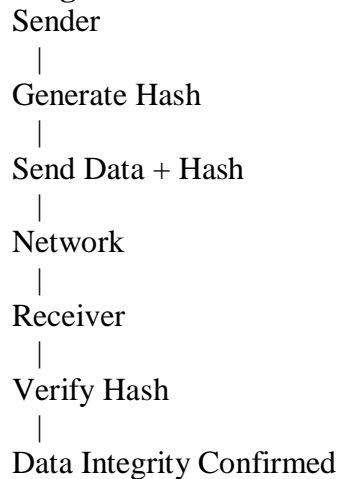 Sender
|
Generate Hash
|
Send Data + Hash
|
Network
|
Receiver
|
Verify Hash
|
Data Integrity Confirmed